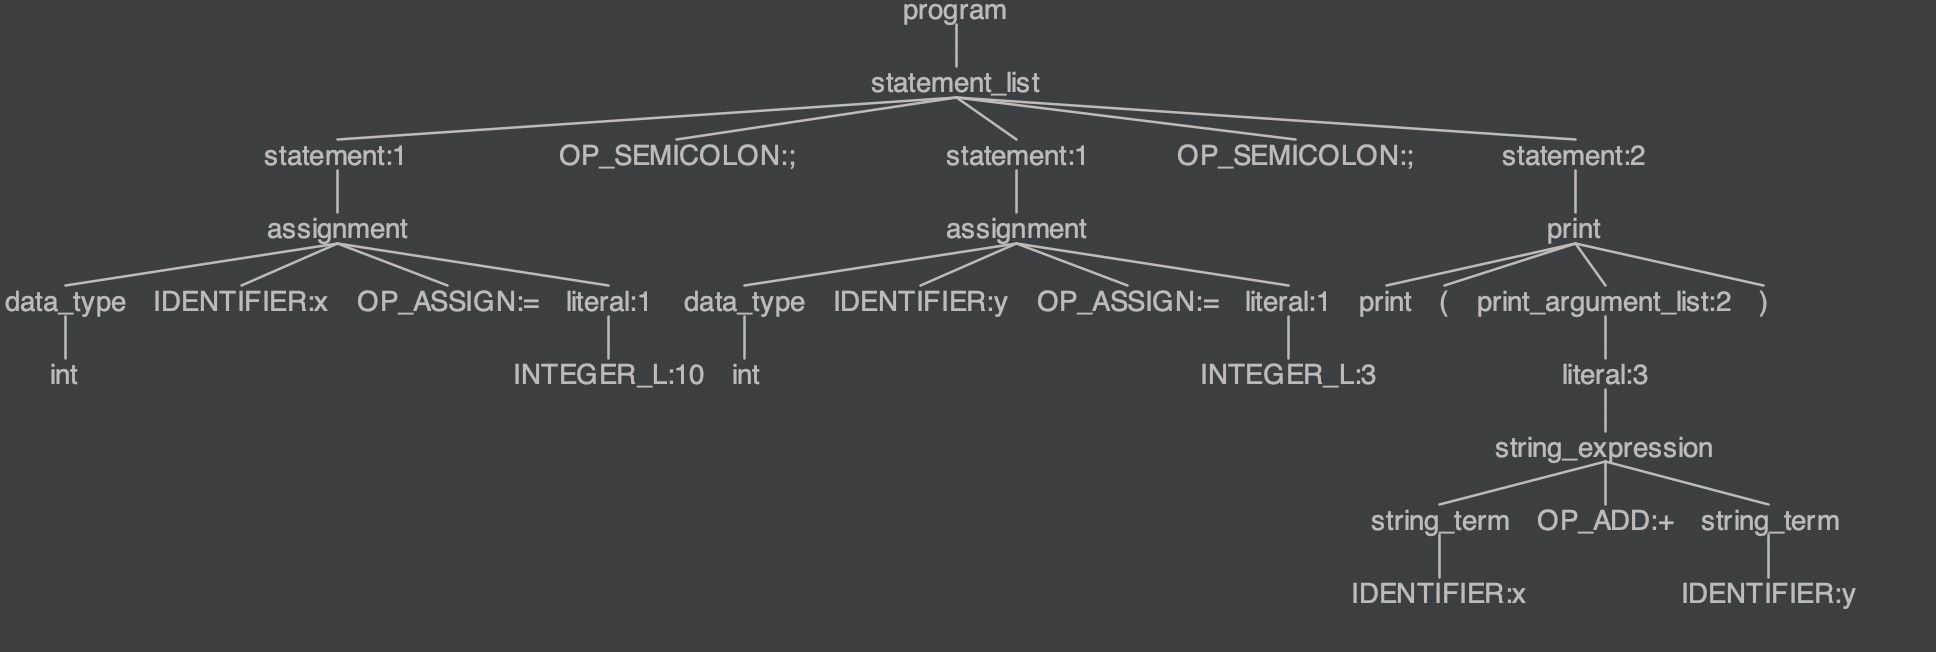 program
statement_list
statement:1 OP_SEMICOLON:; statement:1 OP_SEMICOLON:; statement:2
assignment assignment print
data_type IDENTIFIER:x OP_ASSIGN:= literal:1 data_type IDENTIFIER:y OP_ASSIGN:= literal:1 print ( print_argument_list:2 )
int INTEGER_L:10 int INTEGER_L:3 literal:3
string_expression
string_term OP_ADD:+ string_term
IDENTIFIER:x IDENTIFIER:y